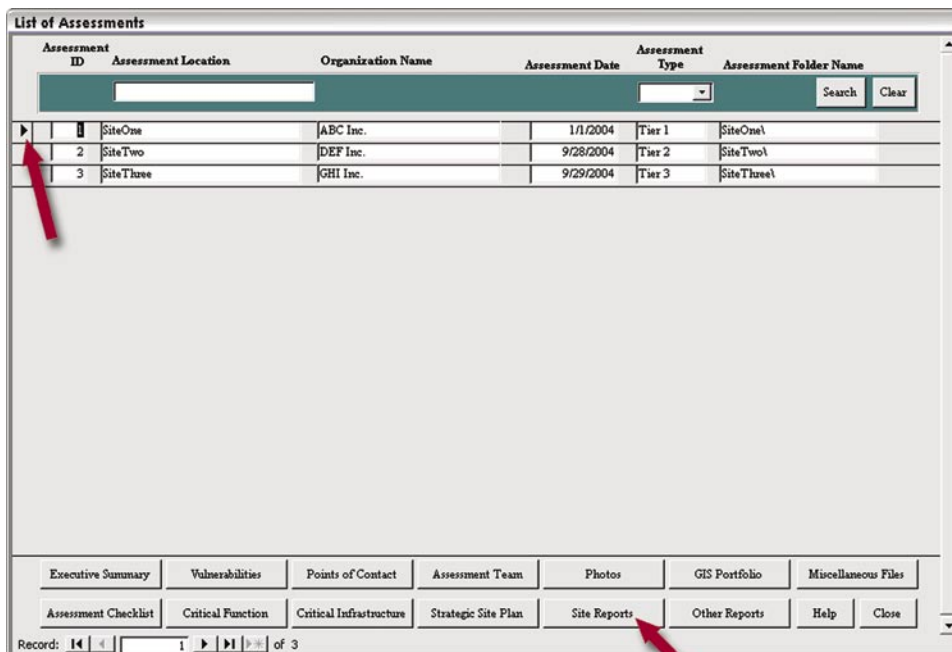 List of Assessments
Assessment ID Assessment Location Organization Name Assessment Date Assessment Type Assessment Folder Name
Search Clear
1 SiteOne ABC Inc. 1/1/2004 Tier 1 SiteOne\
2 SiteTwo DEF Inc. 9/28/2004 Tier 2 SiteTwo\
3 SiteThree GHI Inc. 9/29/2004 Tier 3 SiteThree\
Executive Summary Vulnerabilities Points of Contact Assessment Team Photos GIS Portfolio Miscellaneous Files
Assessment Checklist Critical Function Critical Infrastructure Strategic Site Plan Site Reports Other Reports Help Close
Record: 1 of 3